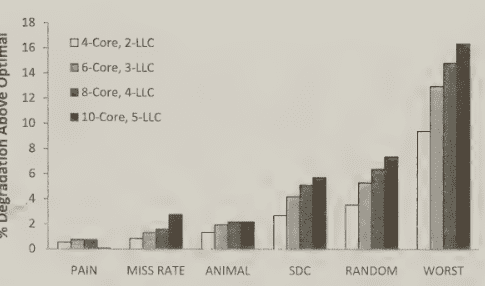 % Degradation Above Optimal
18
16
14
12
10
8
6
4
2
0
4-Core, 2-LLC
6-Core, 3-LLC
8-Core, 4-LLC
10-Core, 5-LLC
PAIN MISS RATE ANIMAL SDC RANDOM WORST